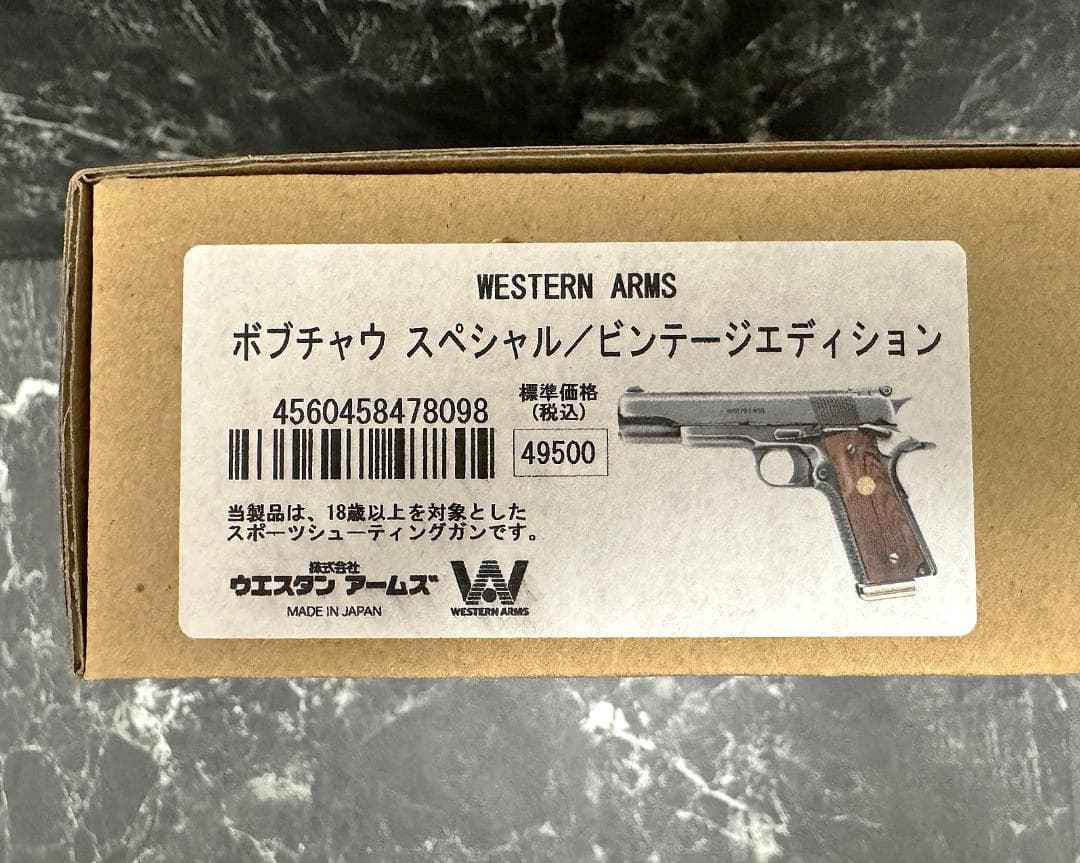 WESTERN ARMS
ボブチャウ スペシャル/ビンテージエディション
4560458478098
標準価格
(税込)
49500
当製品は、18歳以上を対象とした
スポーツシューティングガンです。
株式会社
ウエスタン アームズ
MADE IN JAPAN
WESTERN ARMS